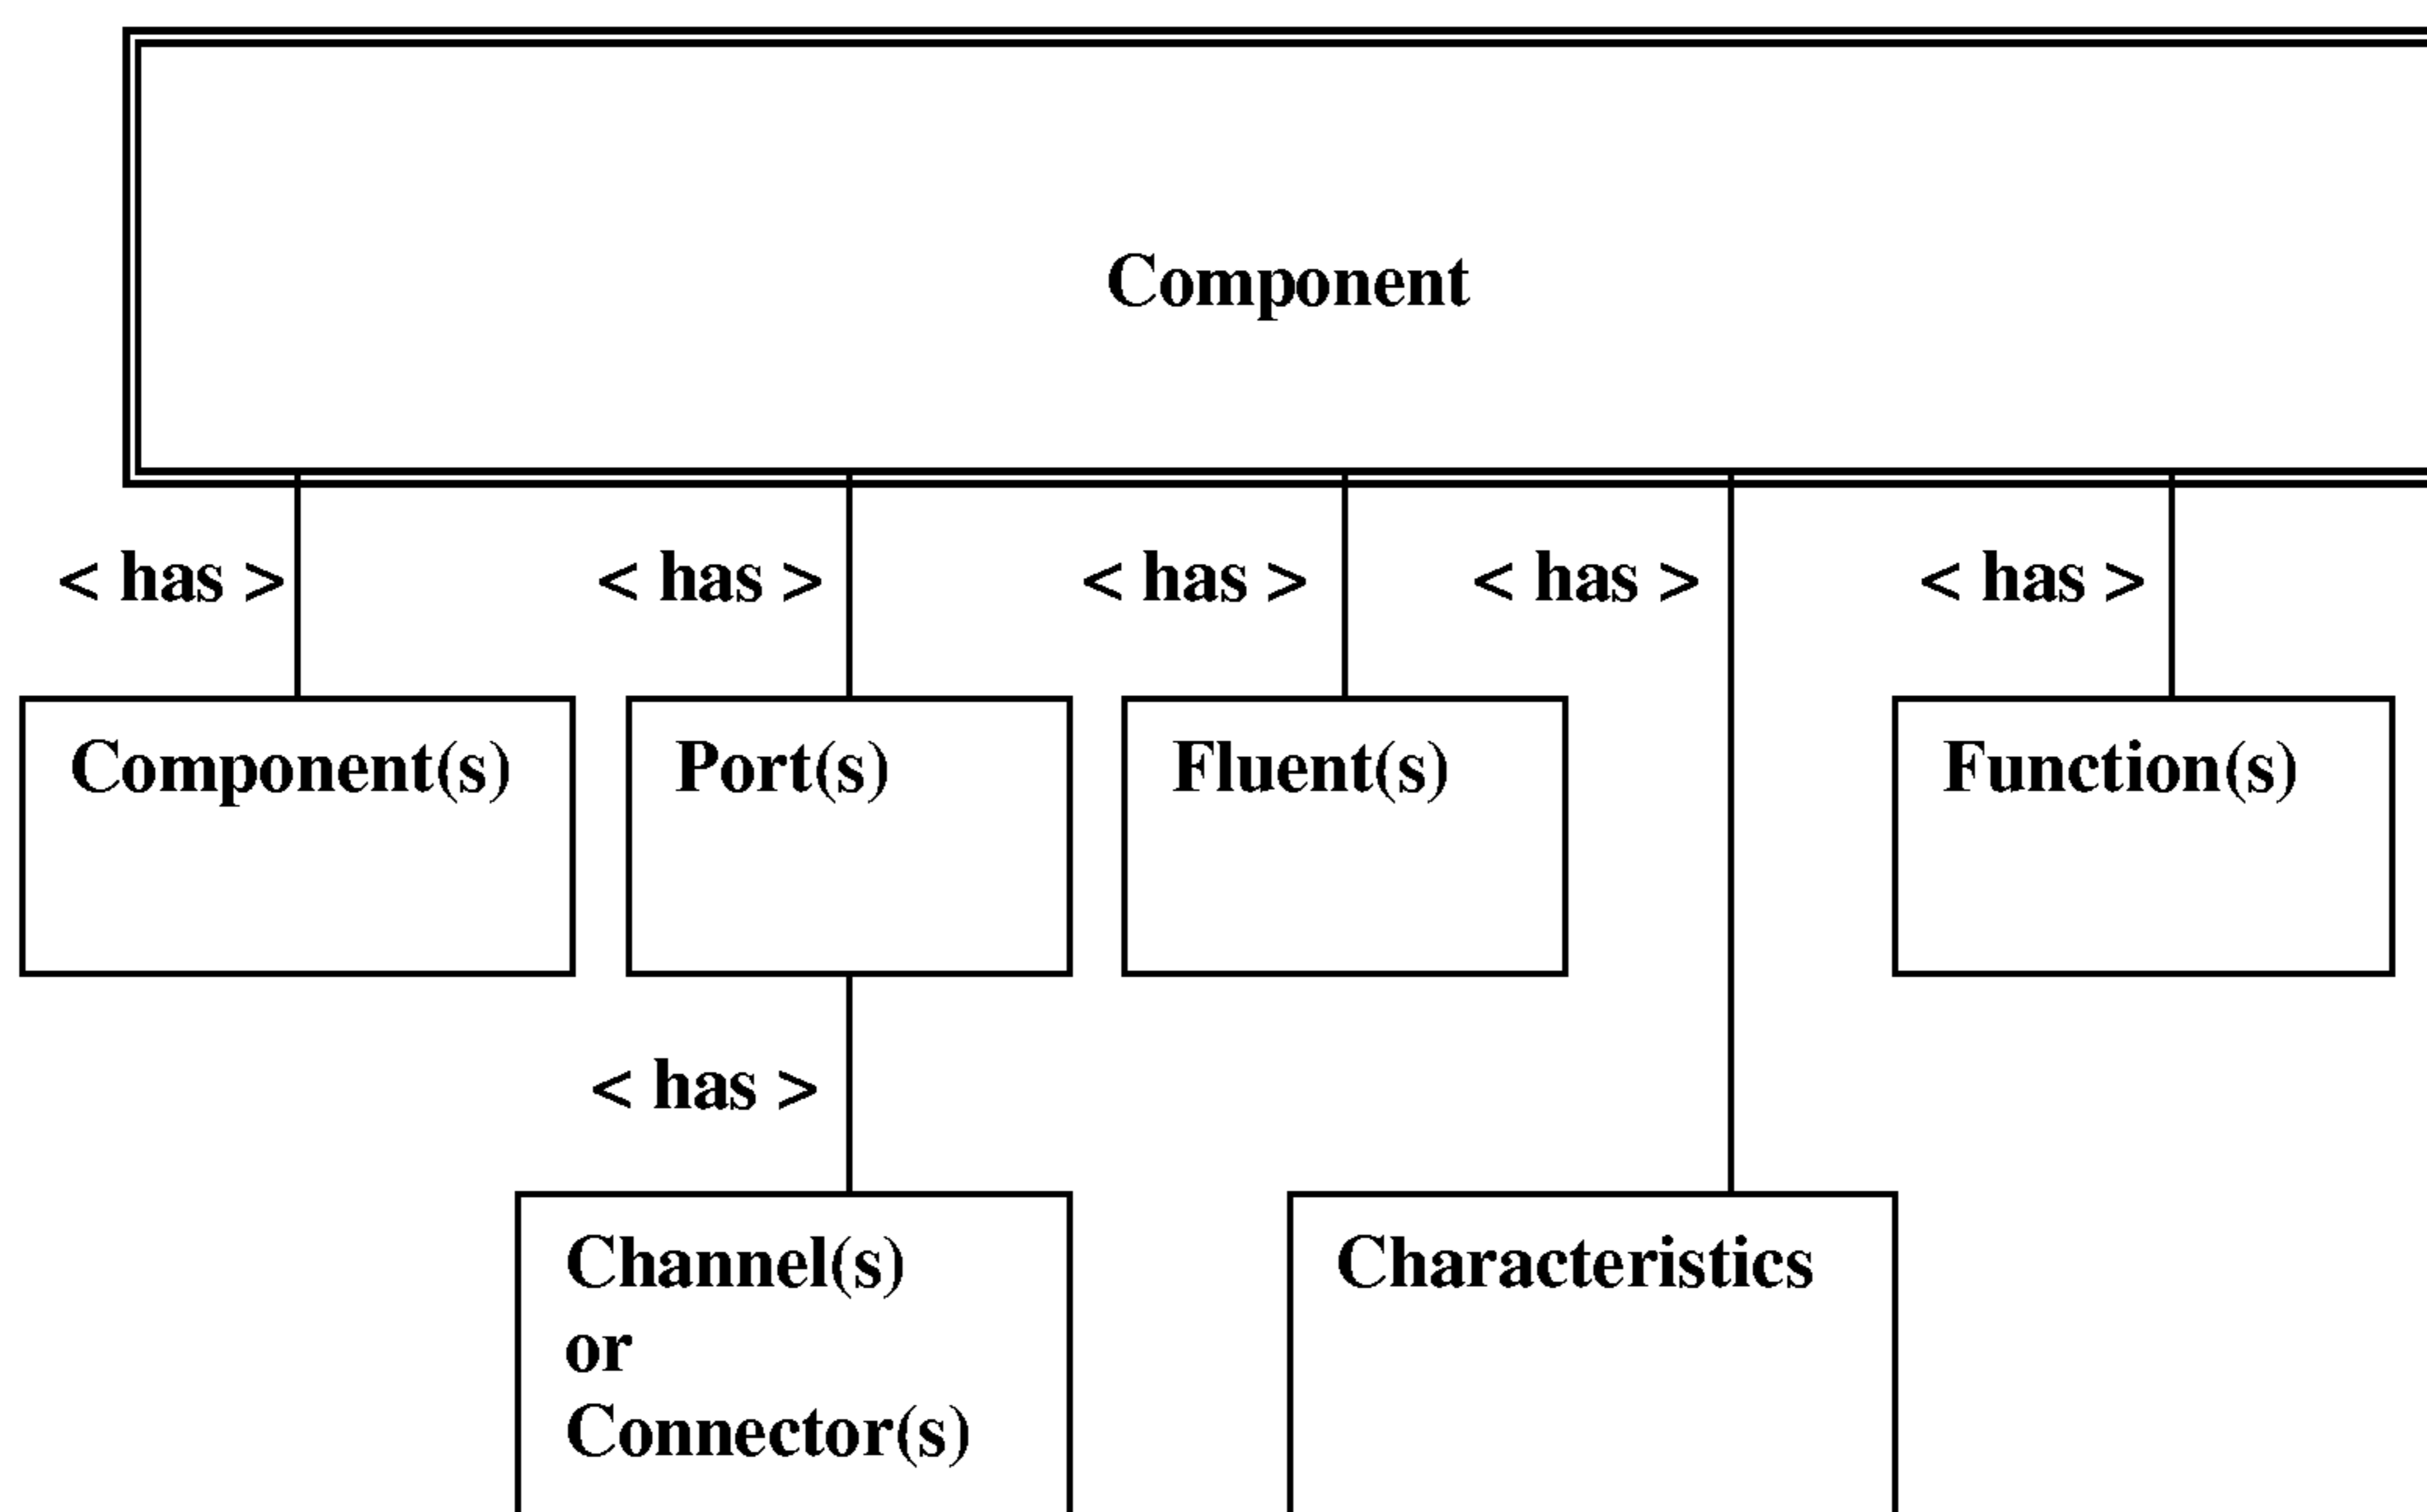 Component
< has >
< has >
< has >
< has >
< has >
Component(s)
Port(s)
Fluent(s)
Function(s)
< has >
Channel(s)
or
Connector(s)
Characteristics